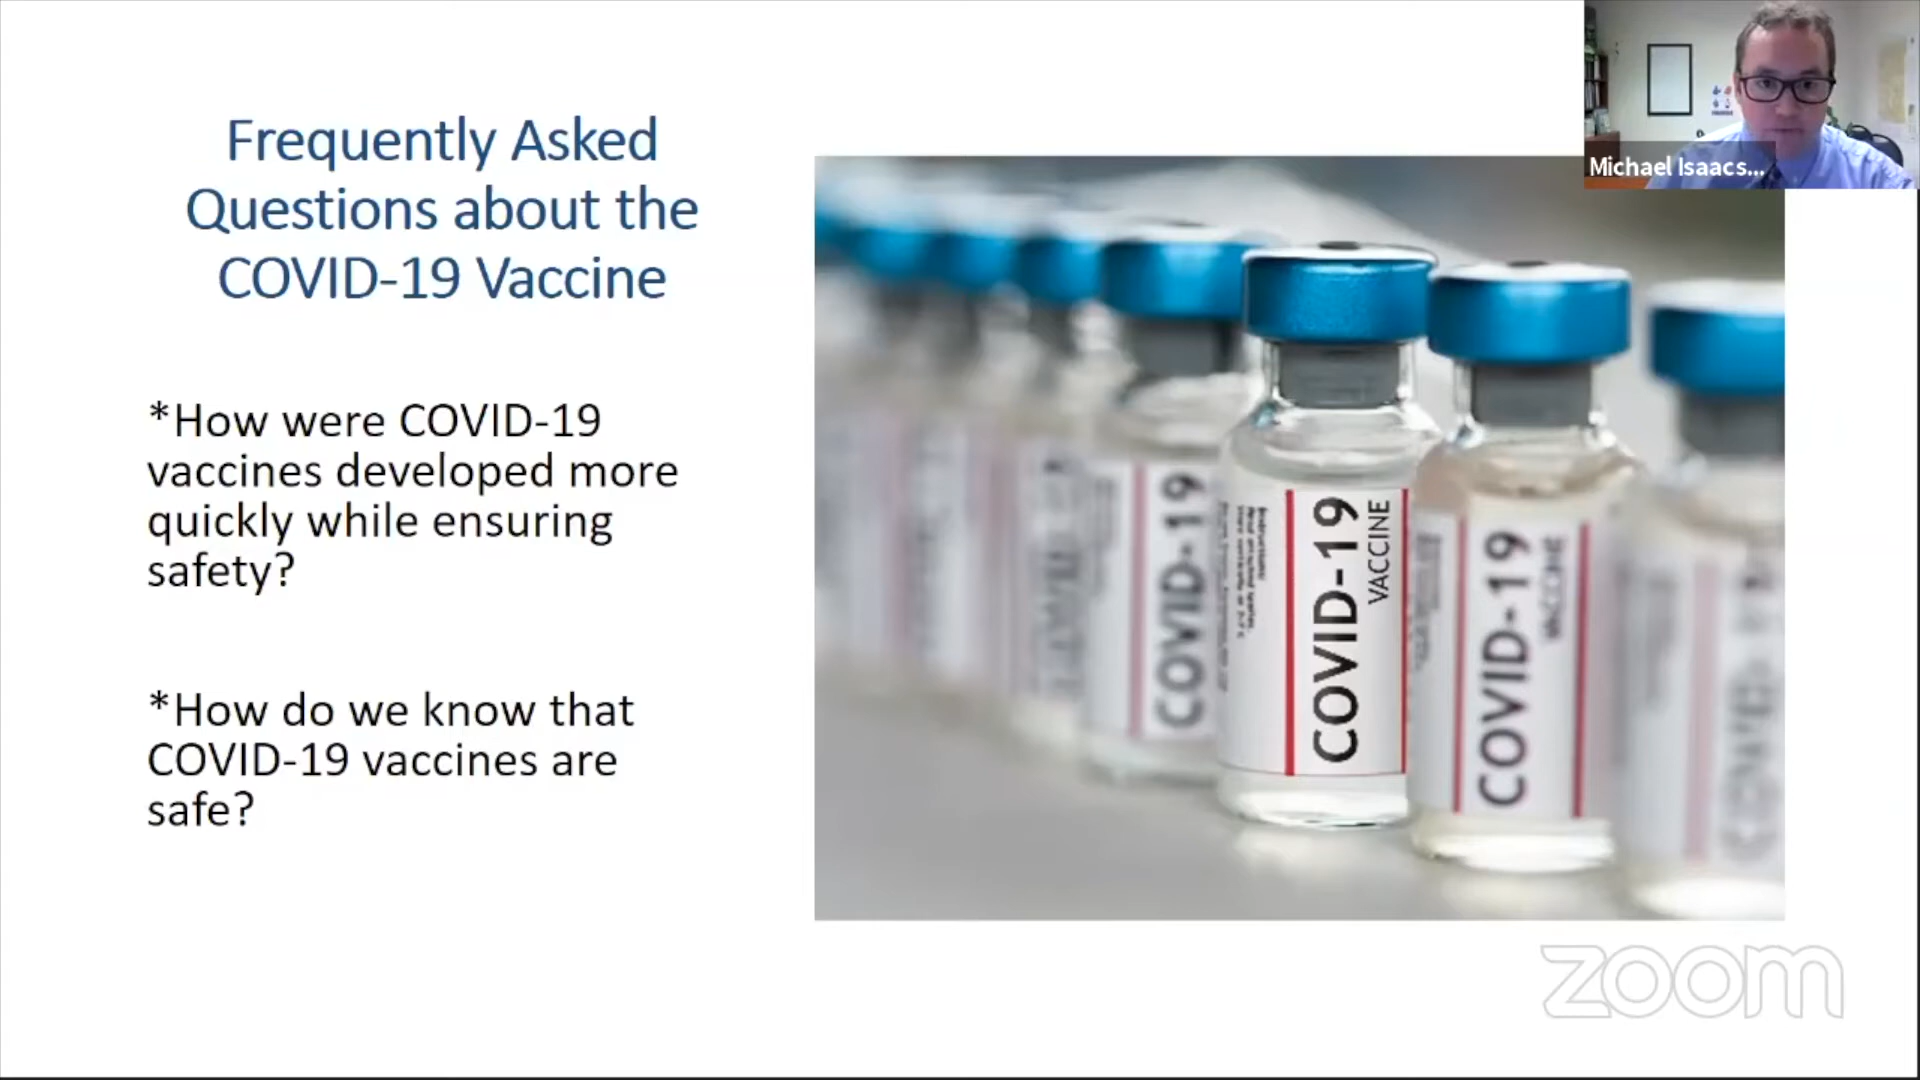 Frequently Asked
Questions about the
COVID-19 Vaccine
*How were COVID-19
vaccines developed more
quickly while ensuring
safety?
*How do we know that
COVID-19 vaccines are
safe?
Michael Isaacs...
COVID-19
COVID-19
VACCINE
COVID-19
VACCINE
zoom